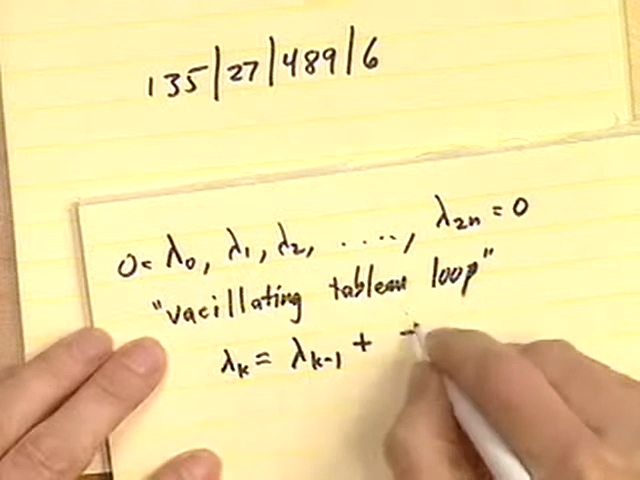 135|27|489|6
0= λ₀, λ₁, λ₂, ...., λ₂ₙ = 0
"vacillating tableau loop"
λₖ = λₖ₋₁ +